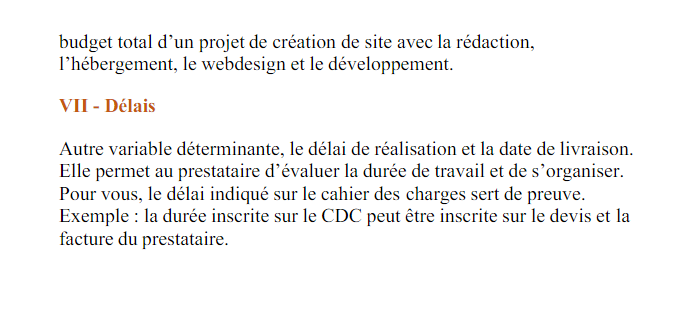 budget total d’un projet de création de site avec la rédaction,
l’hébergement, le webdesign et le développement.
VII - Délais
Autre variable déterminante, le délai de réalisation et la date de livraison.
Elle permet au prestataire d’évaluer la durée de travail et de s’organiser.
Pour vous, le délai indiqué sur le cahier des charges sert de preuve.
Exemple : la durée inscrite sur le CDC peut être inscrite sur le devis et la
facture du prestataire.